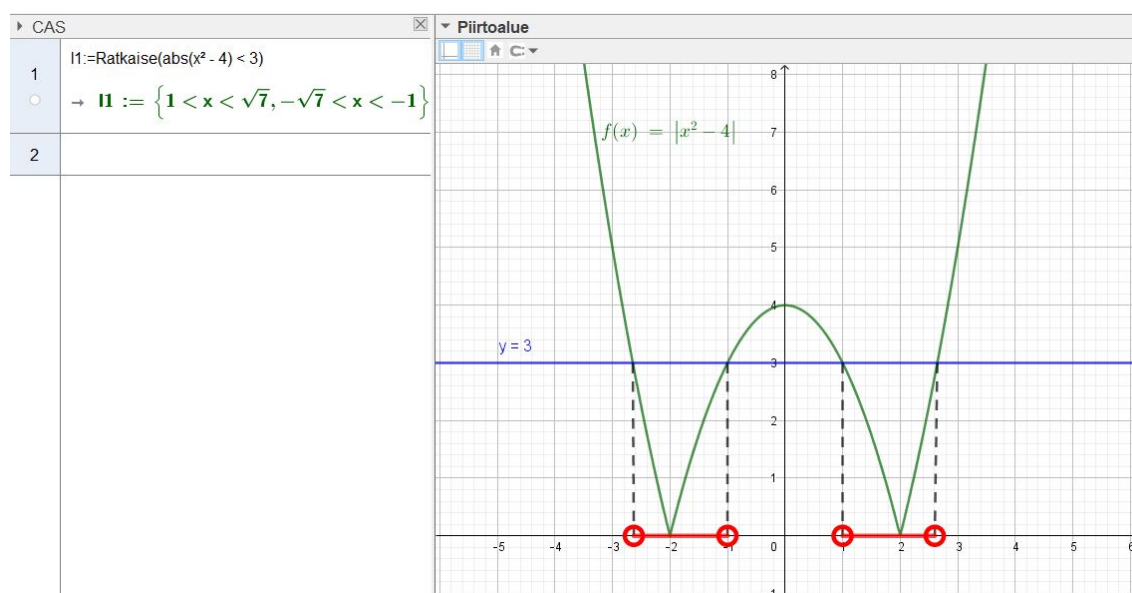 CAS
1
l1:=Ratkaise(abs(x² - 4) < 3)
→ l1 := {1 < x < √7, -√7 < x < -1}
2
Piirtoalue
8
f(x) = |x² - 4|
7
6
5
4
y = 3
3
2
1
-5 -4 -3 -2 -1 0 1 2 3 4 5 6
-1